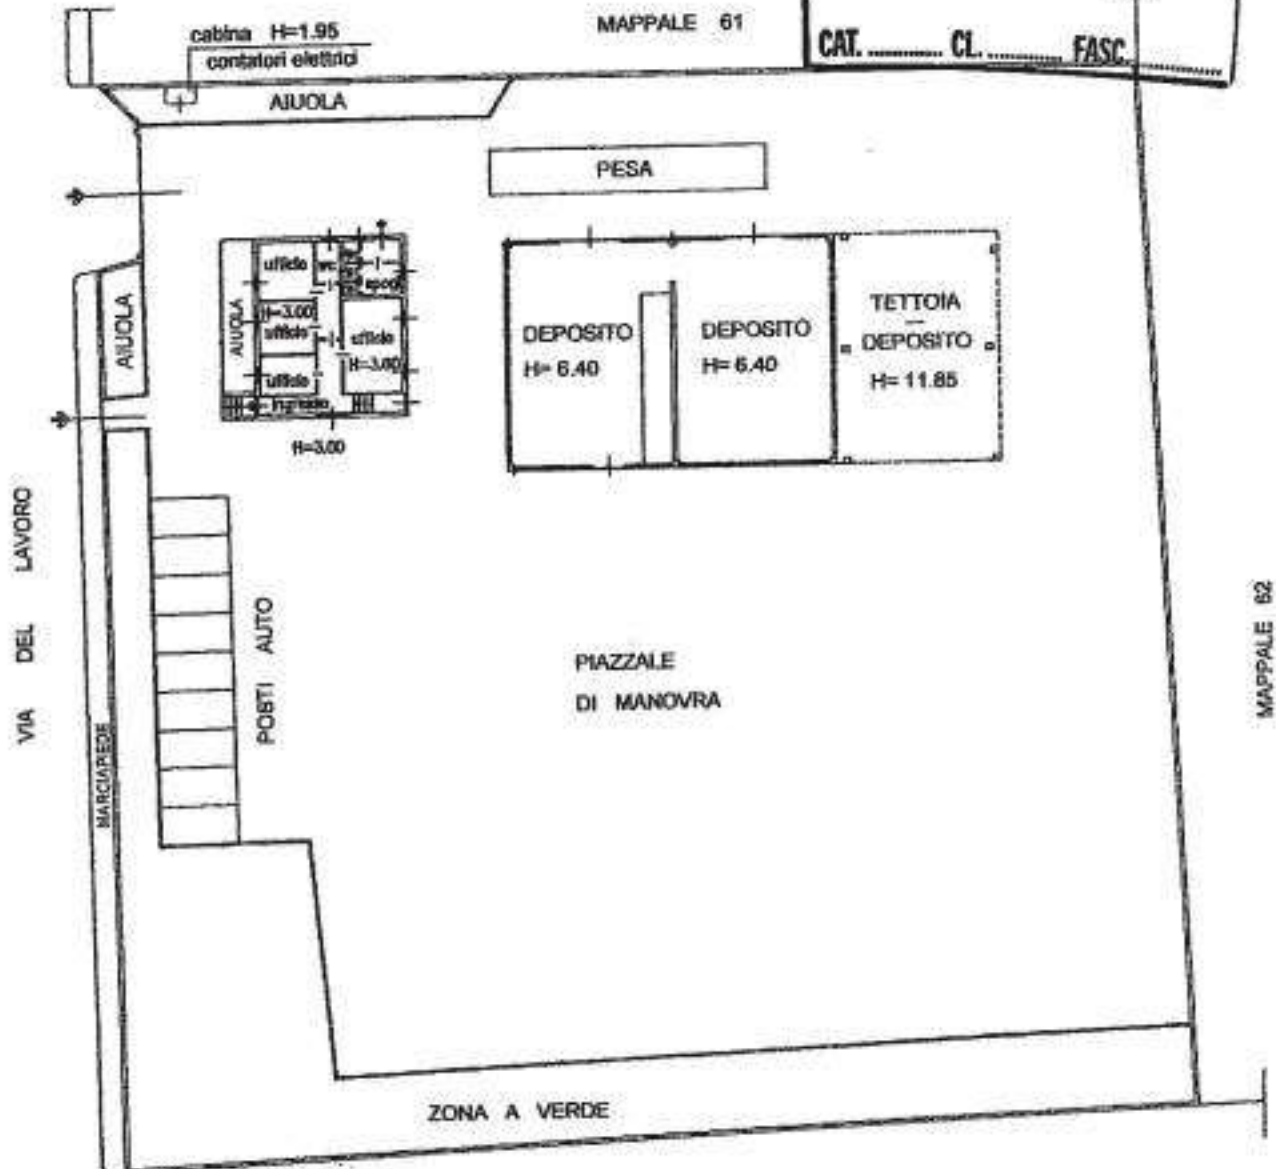 MAPPALE 61
cabina H=1.95
contatori elettrici
CAT. ............ CL. ............ FASC. ............
AIUOLA
PESA
ufficio wc
spog
H=3.00
ufficio ufficio
H=3.00
ufficio
ingresso
H=3.00
AIUOLA
AIUOLA
DEPOSITO
H= 6.40
DEPOSITO
H= 6.40
TETTOIA
DEPOSITO
H= 11.85
VIA DEL LAVORO
MARCIAPIEDE
POSTI AUTO
PIAZZALE
DI MANOVRA
MAPPALE 62
ZONA A VERDE